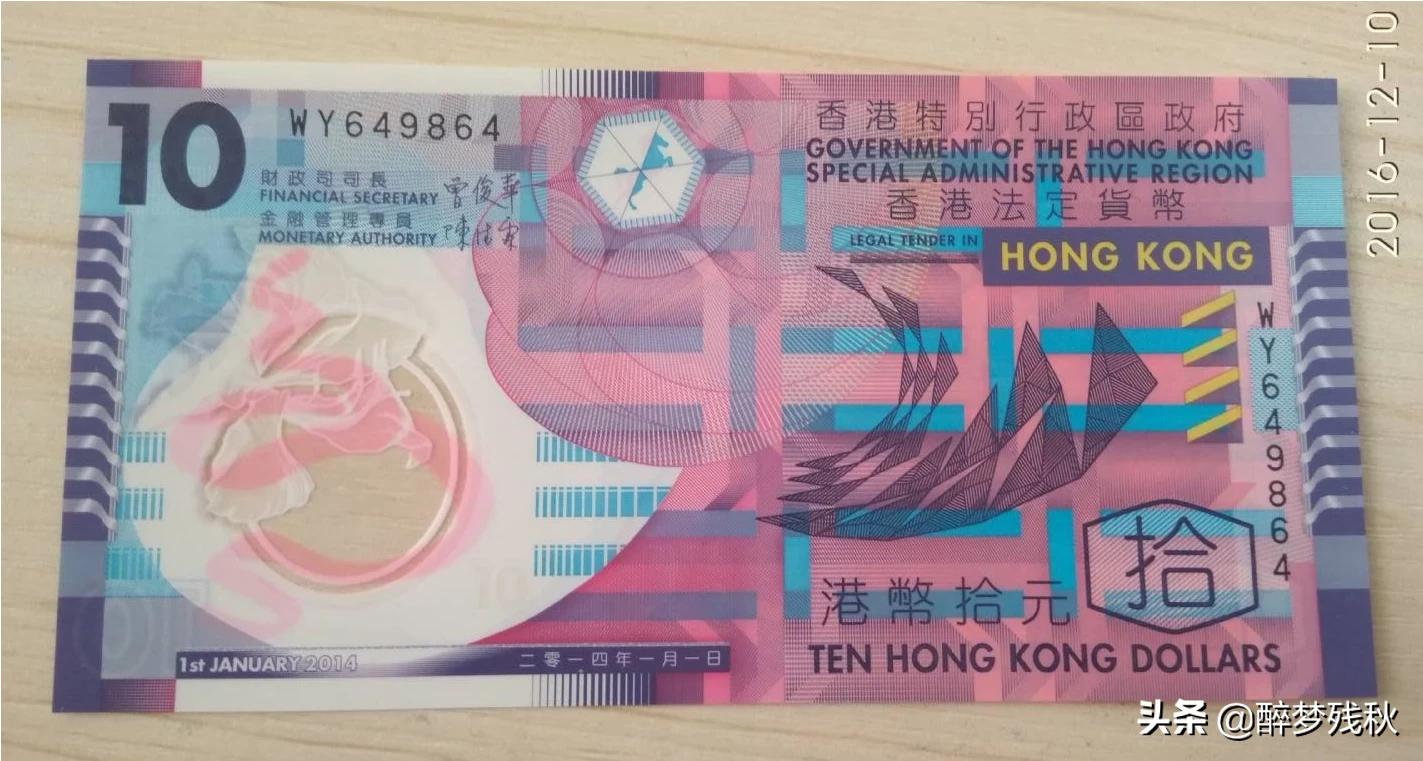 10
WY649864
財政司司長
FINANCIAL SECRETARY
金融管理專員
MONETARY AUTHORITY
香港特別行政區政府
GOVERNMENT OF THE HONG KONG
SPECIAL ADMINISTRATIVE REGION
香港法定貨幣
LEGAL TENDER IN
HONG KONG
WY649864
拾
港幣拾元
TEN HONG KONG DOLLARS
1st JANUARY 2014
二零一四年一月一日
2016-12-10
头条 @醉梦残秋